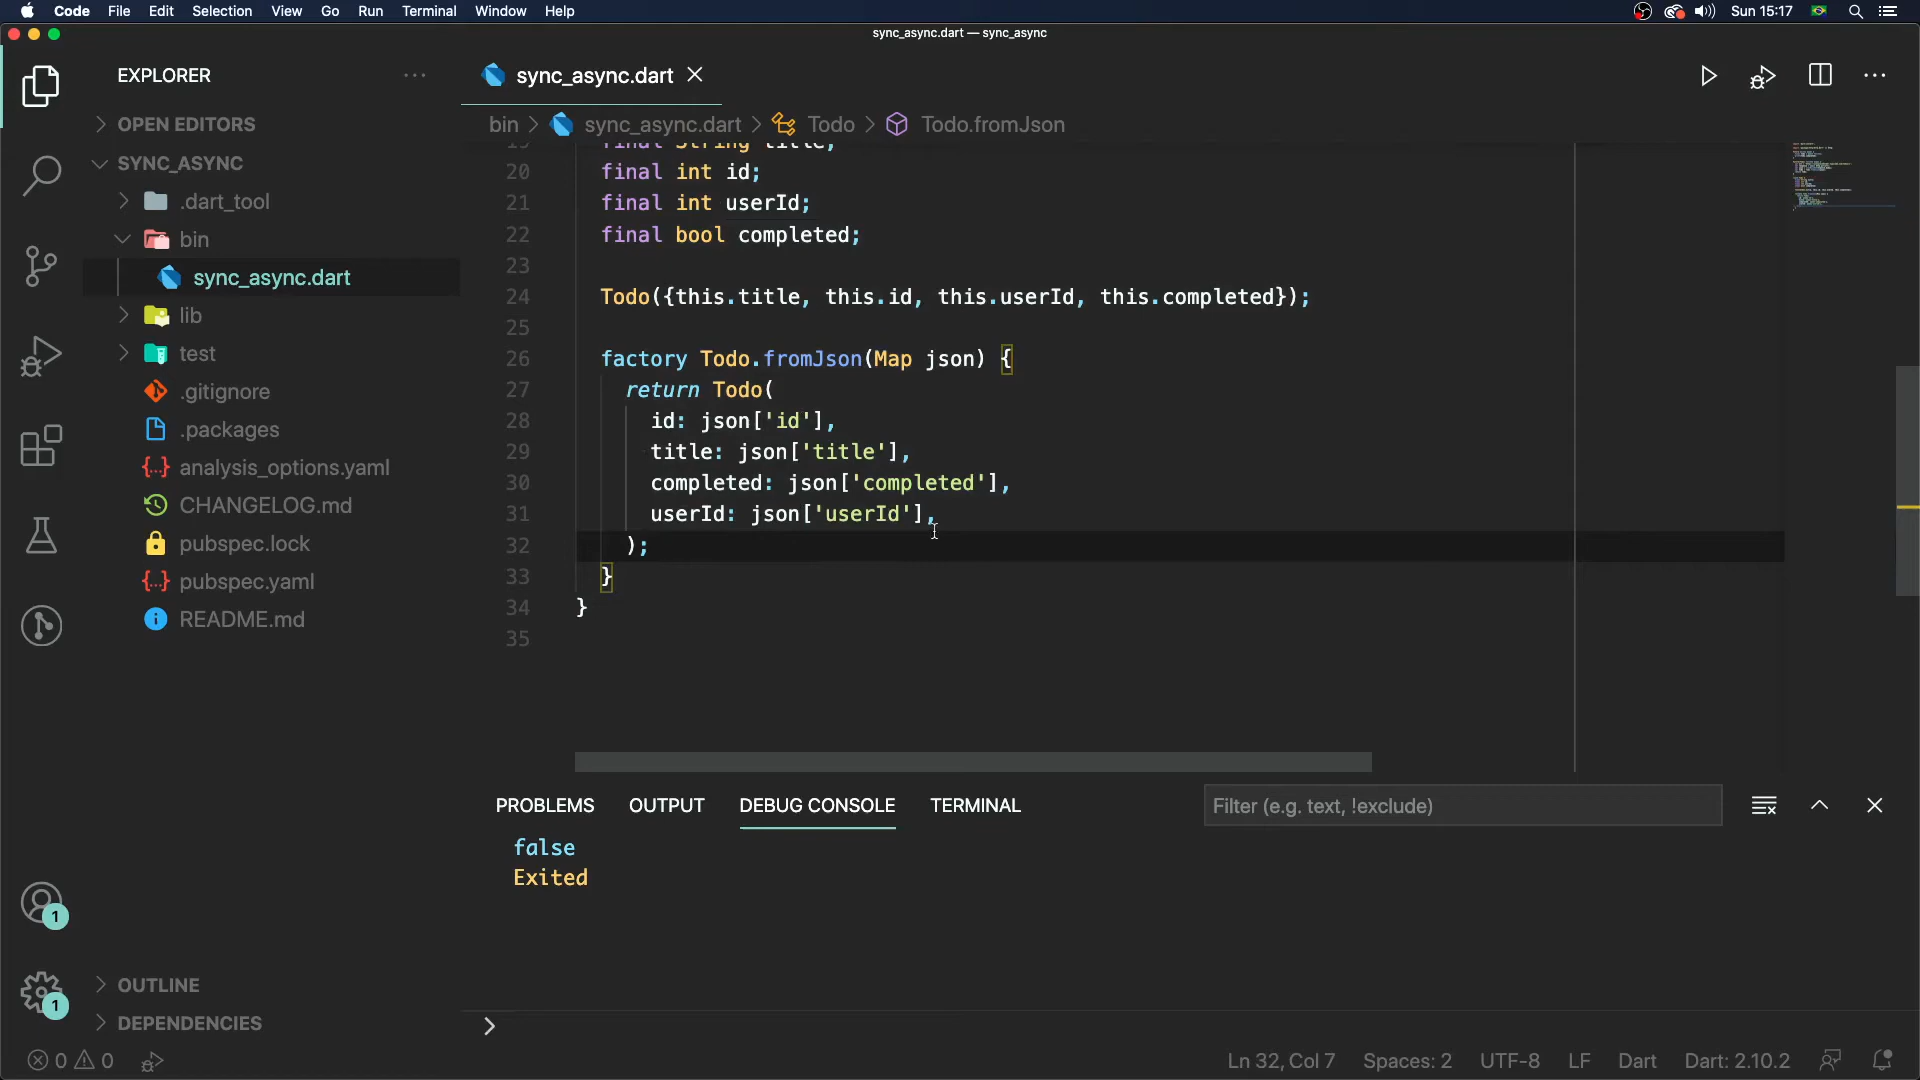 Code File Edit Selection View Go Run Terminal Window Help
Sun 15:17
sync_async.dart — sync_async
EXPLORER
OPEN EDITORS
SYNC_ASYNC
.dart_tool
bin
sync_async.dart
lib
test
.gitignore
.packages
analysis_options.yaml
CHANGELOG.md
pubspec.lock
pubspec.yaml
README.md
OUTLINE
DEPENDENCIES
1
1
sync_async.dart
bin > sync_async.dart > Todo > Todo.fromJson
19 final String title;
20 final int id;
21 final int userId;
22 final bool completed;
23
24 Todo({this.title, this.id, this.userId, this.completed});
25
26 factory Todo.fromJson(Map json) {
27 return Todo(
28 id: json['id'],
29 title: json['title'],
30 completed: json['completed'],
31 userId: json['userId'],
32 );
33 }
34 }
35
PROBLEMS OUTPUT DEBUG CONSOLE TERMINAL
Filter (e.g. text, !exclude)
false
Exited
>
0 0
Ln 32, Col 7 Spaces: 2 UTF-8 LF Dart Dart: 2.10.2